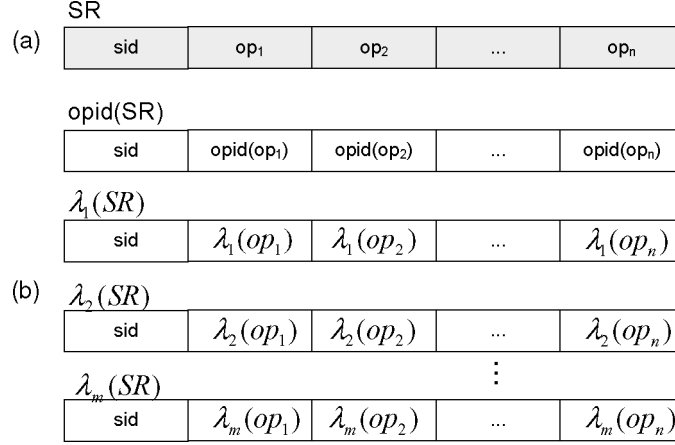 SR
(a) sid op₁ op₂ ... opₙ
opid(SR)
sid opid(op₁) opid(op₂) ... opid(opₙ)
λ₁(SR)
sid λ₁(op₁) λ₁(op₂) ... λ₁(opₙ)
(b) λ₂(SR)
sid λ₂(op₁) λ₂(op₂) ... λ₂(opₙ)
⋮
λₘ(SR)
sid λₘ(op₁) λₘ(op₂) ... λₘ(opₙ)